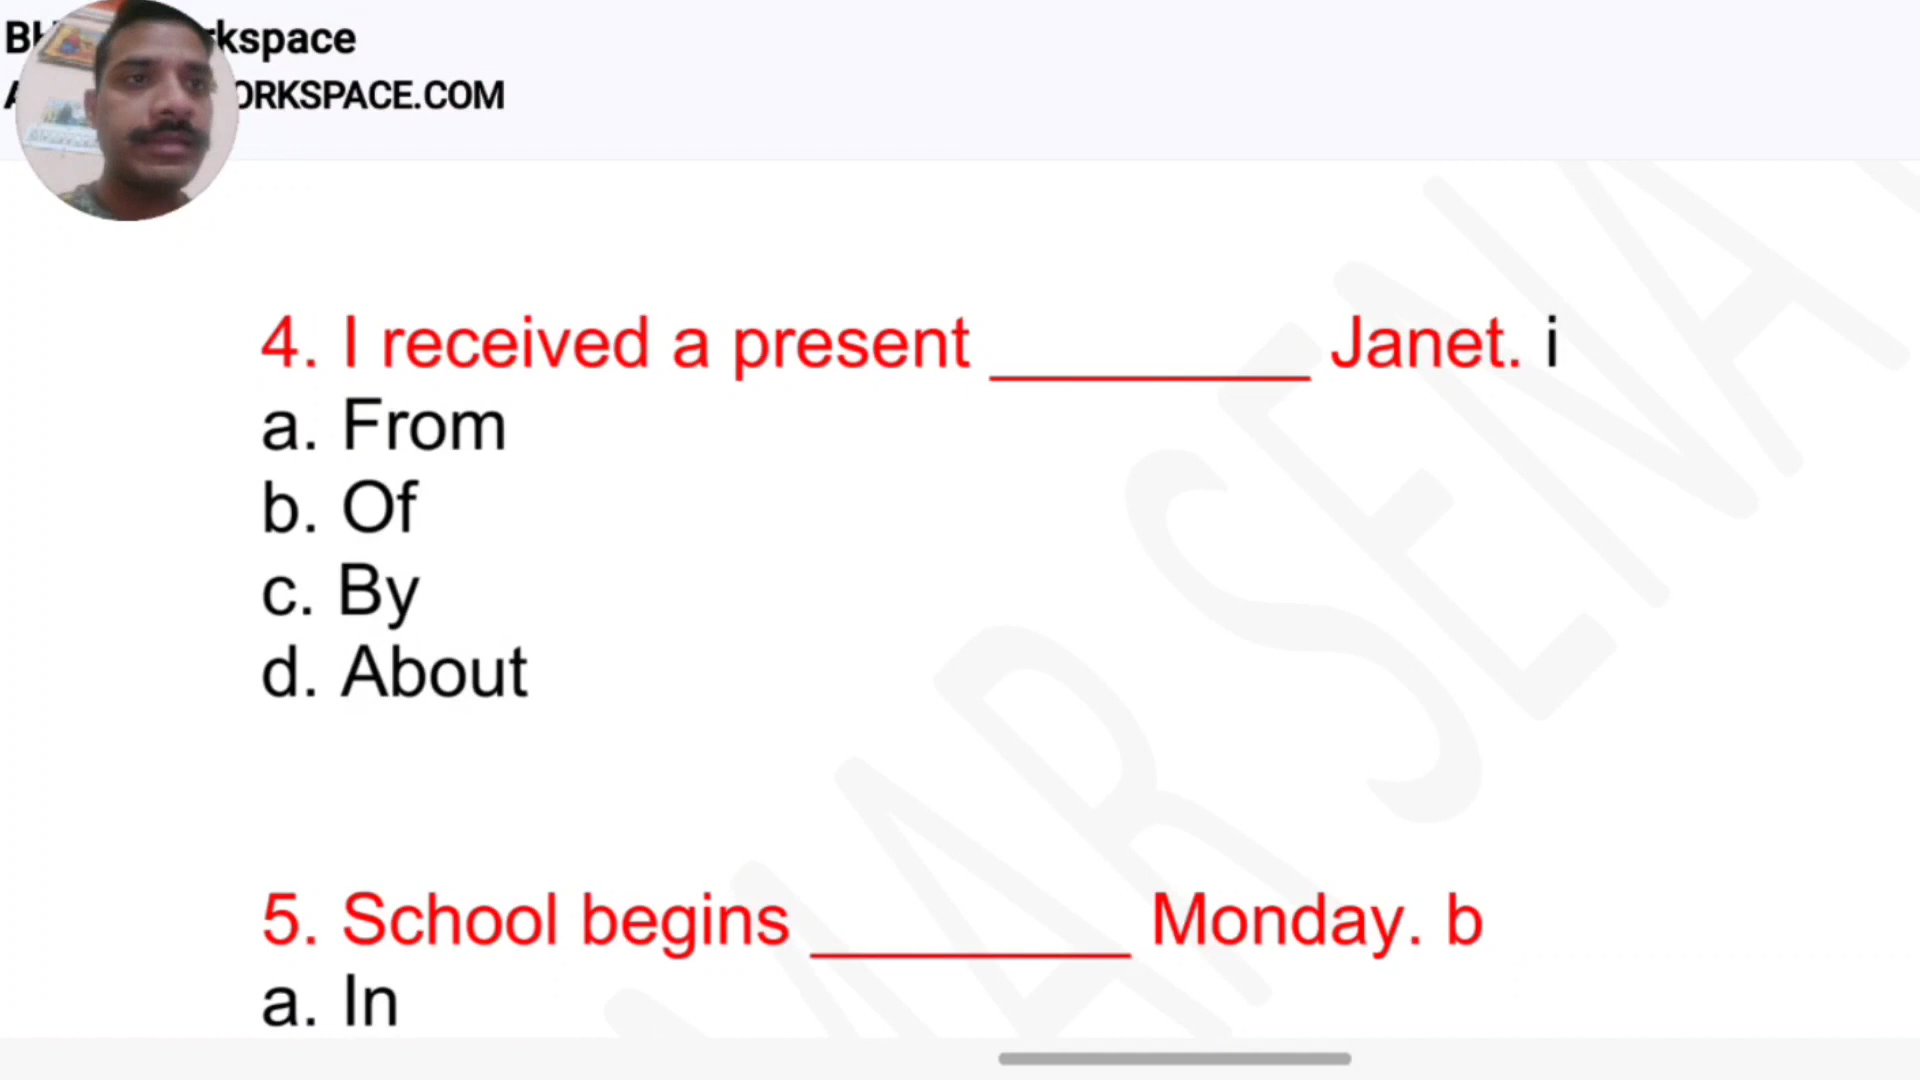 kspace
ORKSPACE.COM
4. I received a present ________ Janet. i
a. From
b. Of
c. By
d. About
5. School begins ________ Monday. b
a. In